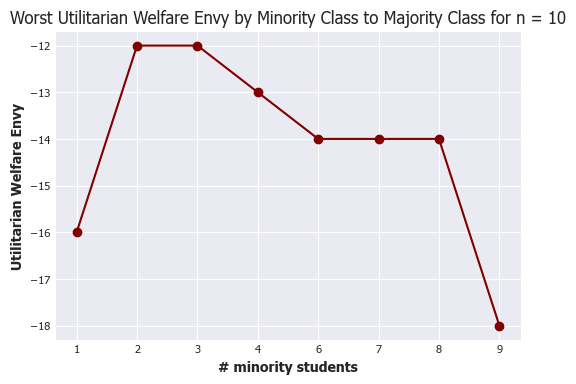 Worst Utilitarian Welfare Envy by Minority Class to Majority Class for n = 10
Utilitarian Welfare Envy
−12
−13
−14
−15
−16
−17
−18
1 2 3 4 6 7 8 9
# minority students